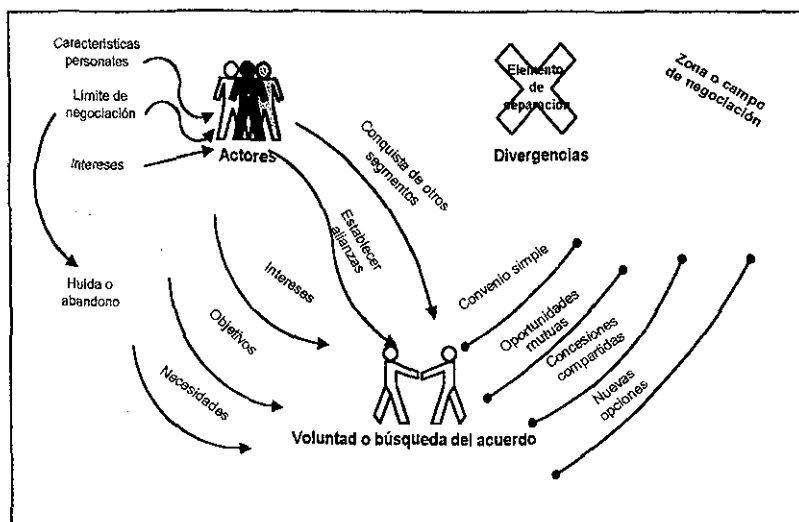 Características
personales
Límite de
negociación
Intereses
Actores
Huida o
abandono
Conquista de otros
segmentos
Establecer
alianzas
Intereses
Objetivos
Necesidades
Elemento
de
separación
Divergencias
Zona o campo
de negociación
Convenio simple
Oportunidades
mutuas
Concesiones
compartidas
Nuevas
opciones
Voluntad o búsqueda del acuerdo